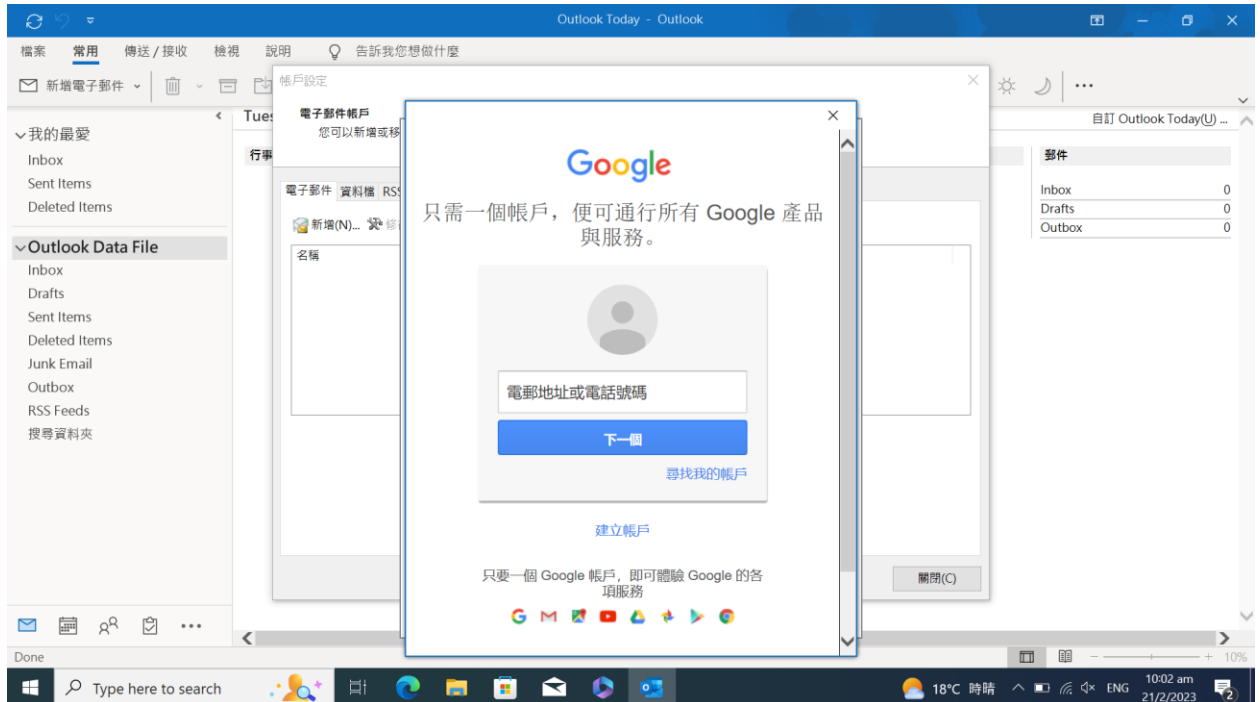 Outlook Today - Outlook
檔案 常用 傳送 / 接收 檢視 說明 告訴我您想做什麼
新增電子郵件
帳戶設定
電子郵件帳戶
您可以新增或移
電子郵件 資料檔 RSS
新增(N)...
名稱
關閉(C)
Tues
行事
自訂 Outlook Today(U) ...
郵件
Inbox 0
Drafts 0
Outbox 0
我的最愛
Inbox
Sent Items
Deleted Items
Outlook Data File
Inbox
Drafts
Sent Items
Deleted Items
Junk Email
Outbox
RSS Feeds
搜尋資料夾
Google
只需一個帳戶，便可通行所有 Google 產品
與服務。
電郵地址或電話號碼
下一個
尋找我的帳戶
建立帳戶
只要一個 Google 帳戶，即可體驗 Google 的各
項服務
Done
10%
Type here to search
18°C 時晴
ENG
10:02 am
21/2/2023
2